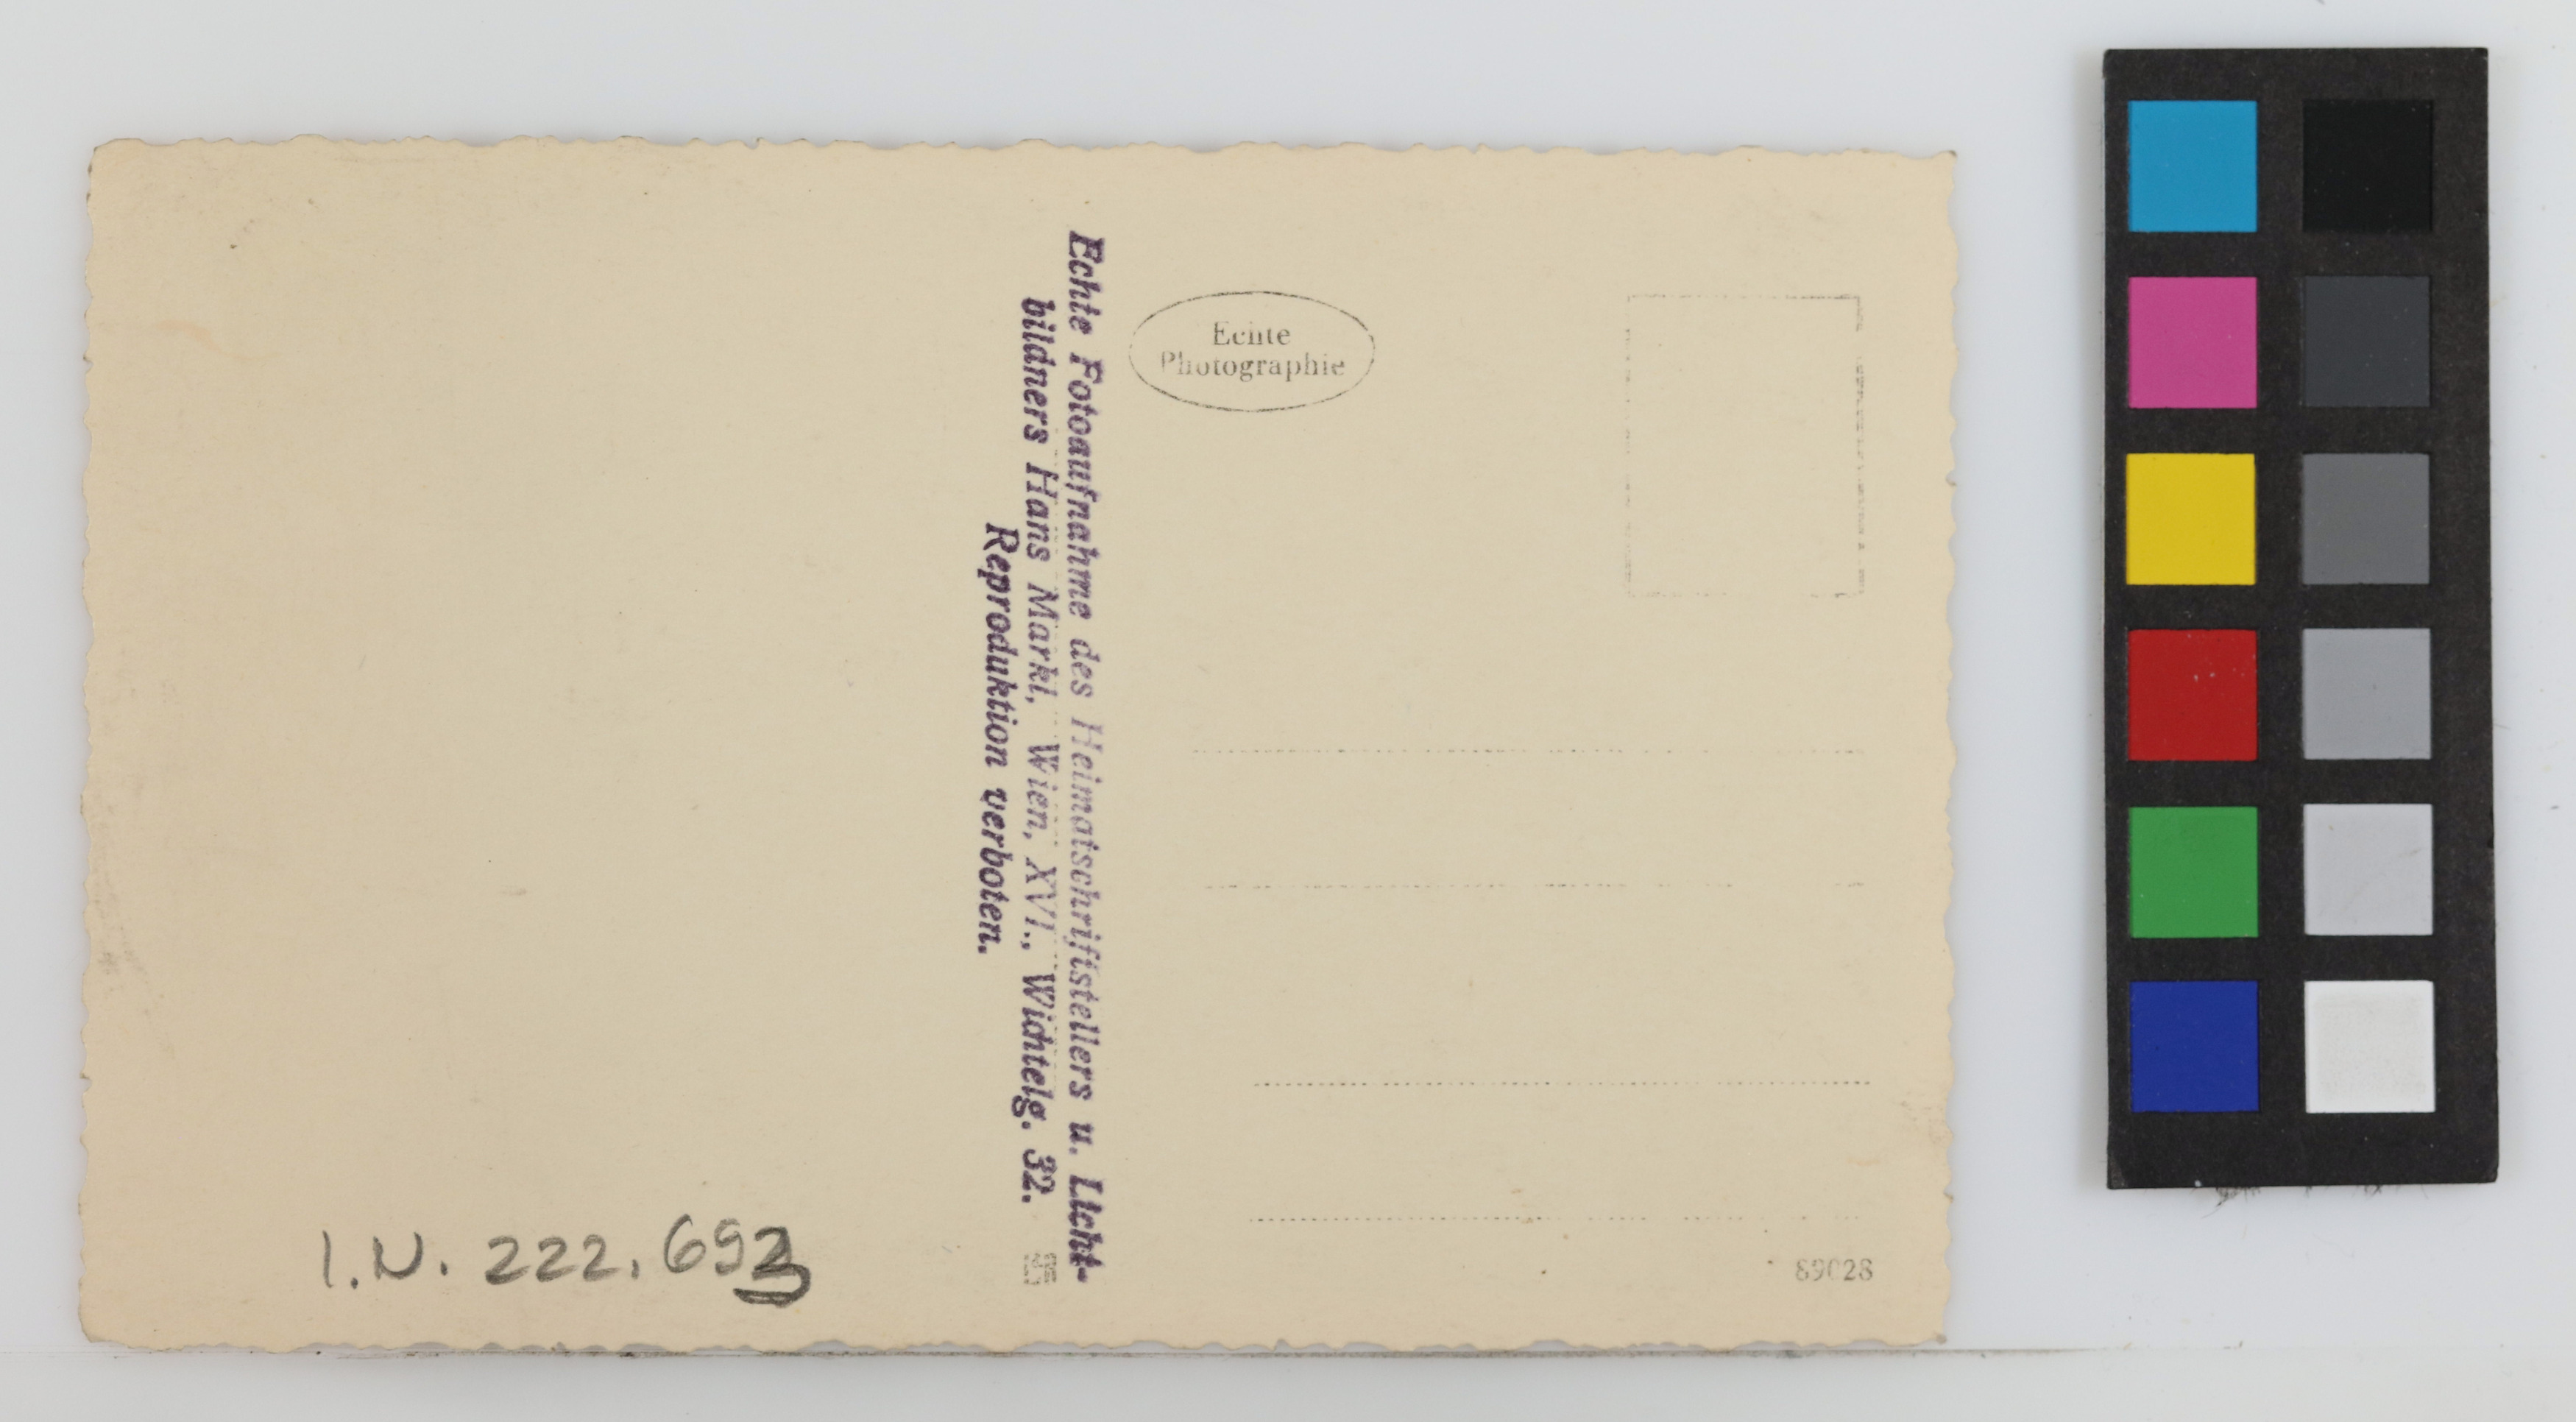 Echte Fotoaufnahme des Heimatschriftstellers u. Licht-
bildners Hans Markl, Wien, XVI., Wichtelg. 32.
Reproduktion verboten.
Echte
Photographie
I.N. 222.693
89028